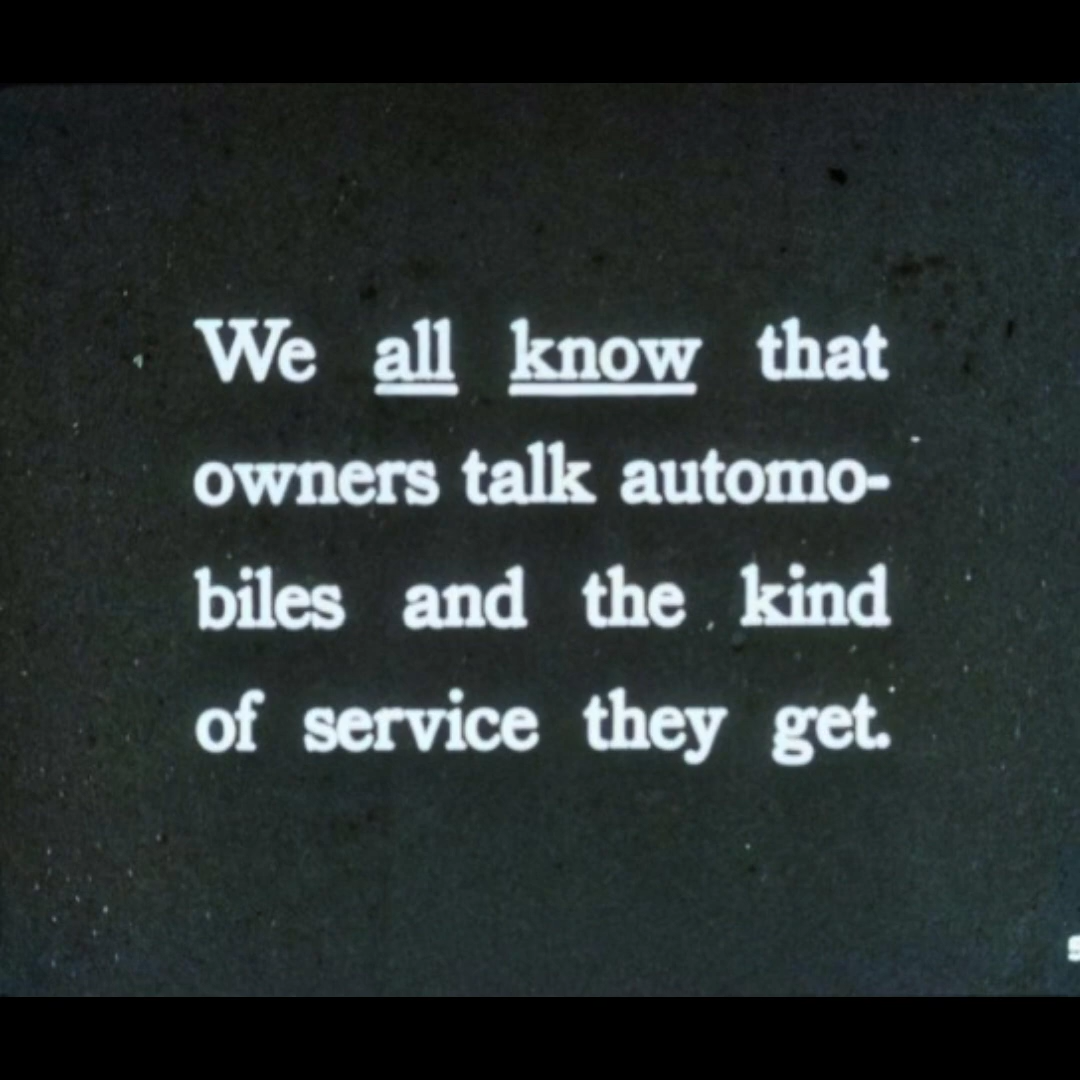 We all know that
owners talk automo-
biles and the kind
of service they get.